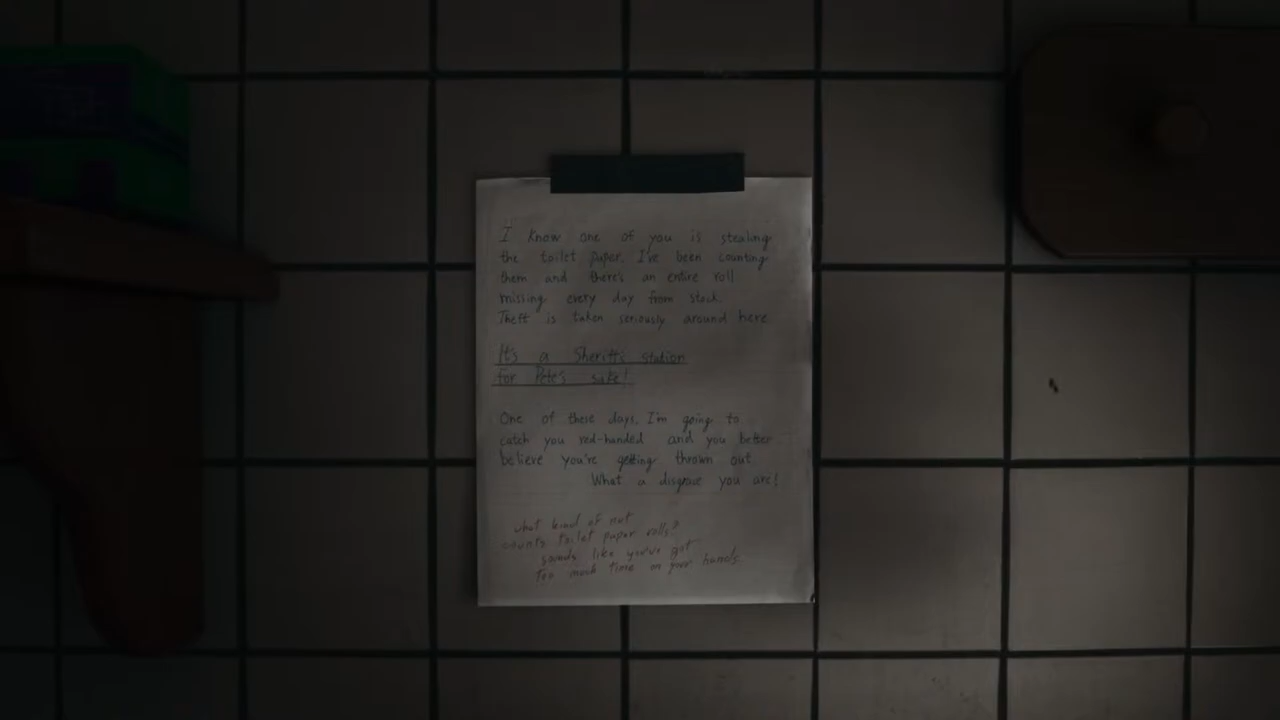 I know one of you is stealing
the toilet paper. I've been counting
them and there's an entire roll
missing every day from stock.
Theft is taken seriously around here
It's a Sheriff's station
for Pete's sake!
One of these days, I'm going to
catch you red-handed and you better
believe you're getting thrown out.
What a disgrace you are!
what kind of nut
counts toilet paper rolls?
sounds like you've got
too much time on your hands.